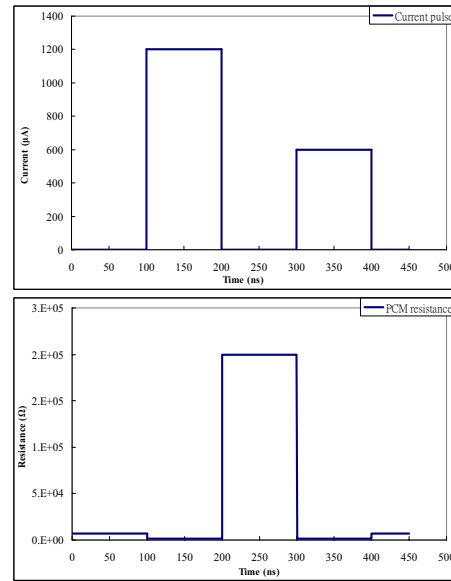 Current pulse
1400
1200
1000
800
600
400
200
0
0 50 100 150 200 250 300 350 400 450 500
Current (μA)
Time (ns)
PCM resistance
3.E+05
2.E+05
2.E+05
1.E+05
5.E+04
0.E+00
0 50 100 150 200 250 300 350 400 450 500
Resistance (Ω)
Time (ns)